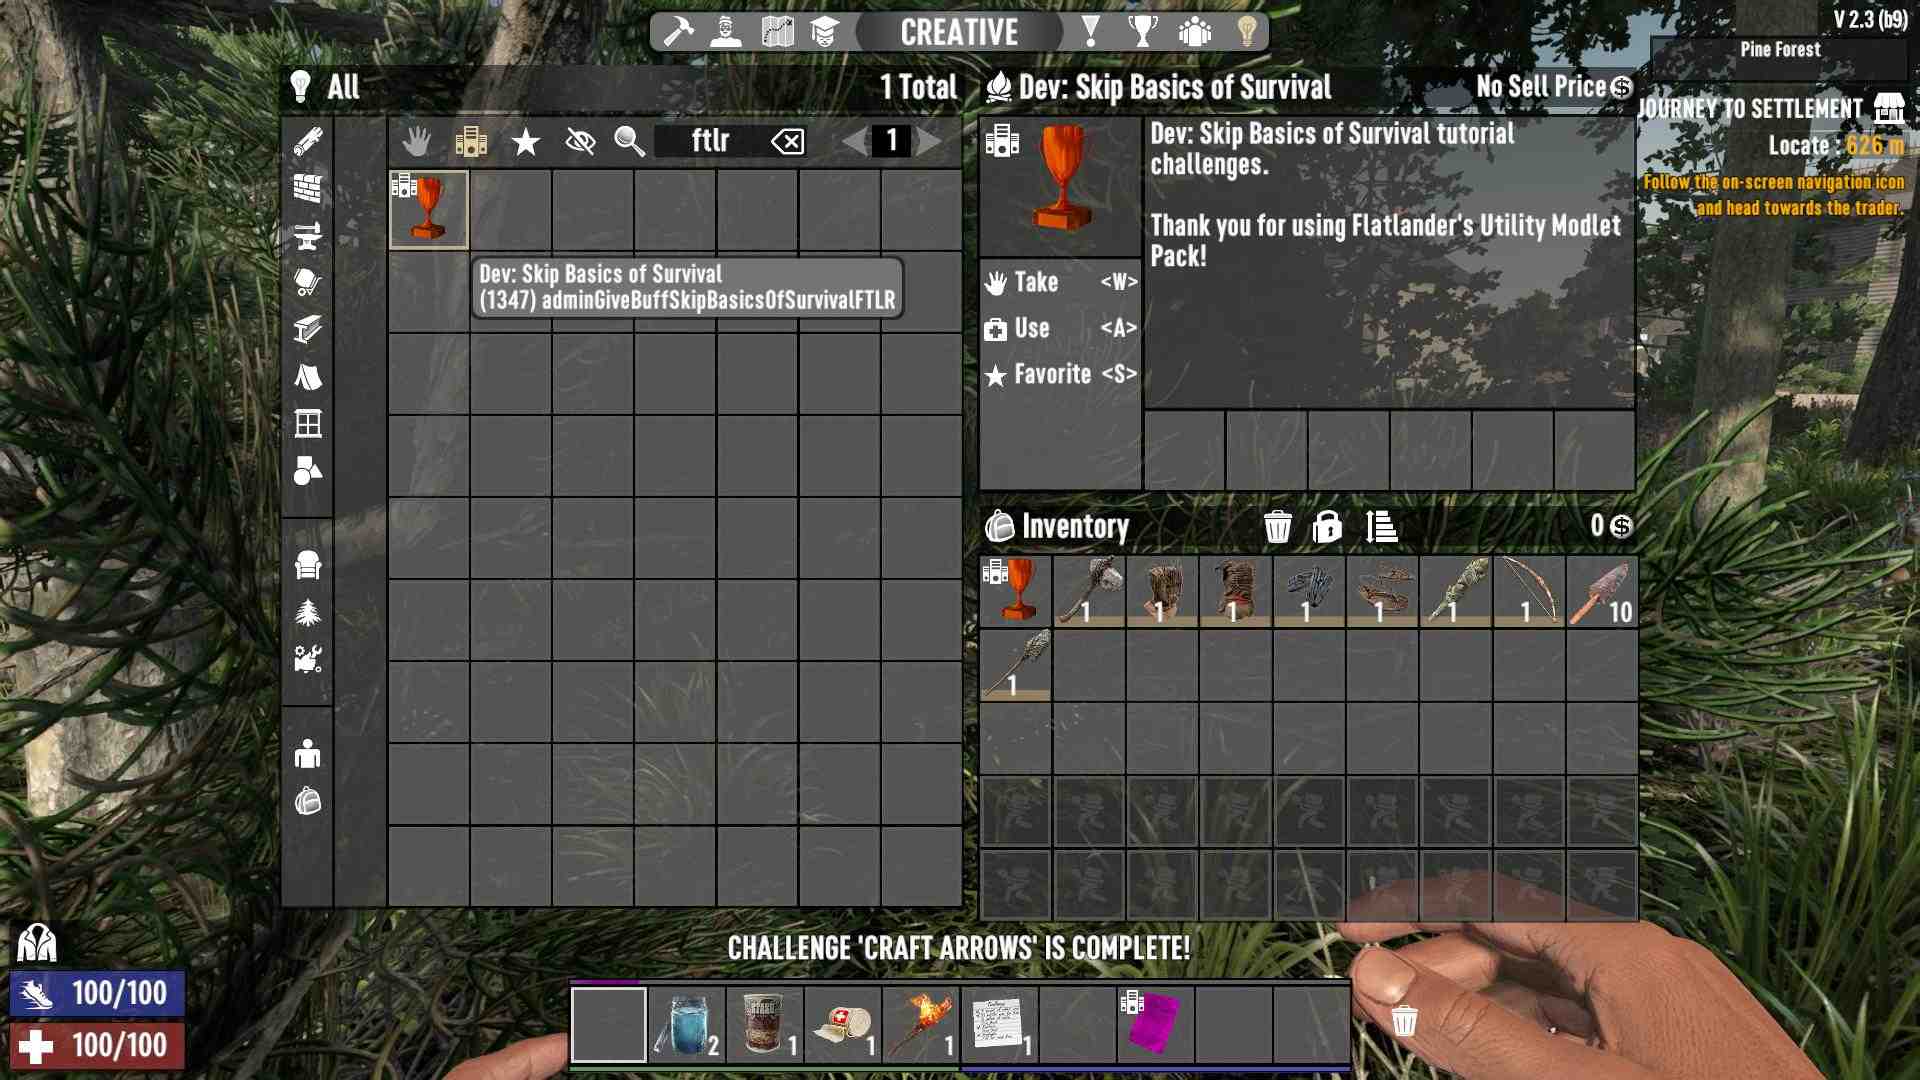 CREATIVE
V 2.3 (b9)
Pine Forest
All
1 Total
Dev: Skip Basics of Survival
No Sell Price
JOURNEY TO SETTLEMENT
Locate : 626 m
Follow the on-screen navigation icon
and head towards the trader.
ftlr
1
Dev: Skip Basics of Survival tutorial
challenges.
Thank you for using Flatlander's Utility Modlet
Pack!
Dev: Skip Basics of Survival
(1347) adminGiveBuffSkipBasicsOfSurvivalFTLR
Take <W>
Use <A>
Favorite <S>
Inventory
0
1 1 1 1 1 1 1 10
1
CHALLENGE 'CRAFT ARROWS' IS COMPLETE!
100/100
100/100
2 1 1 1 1